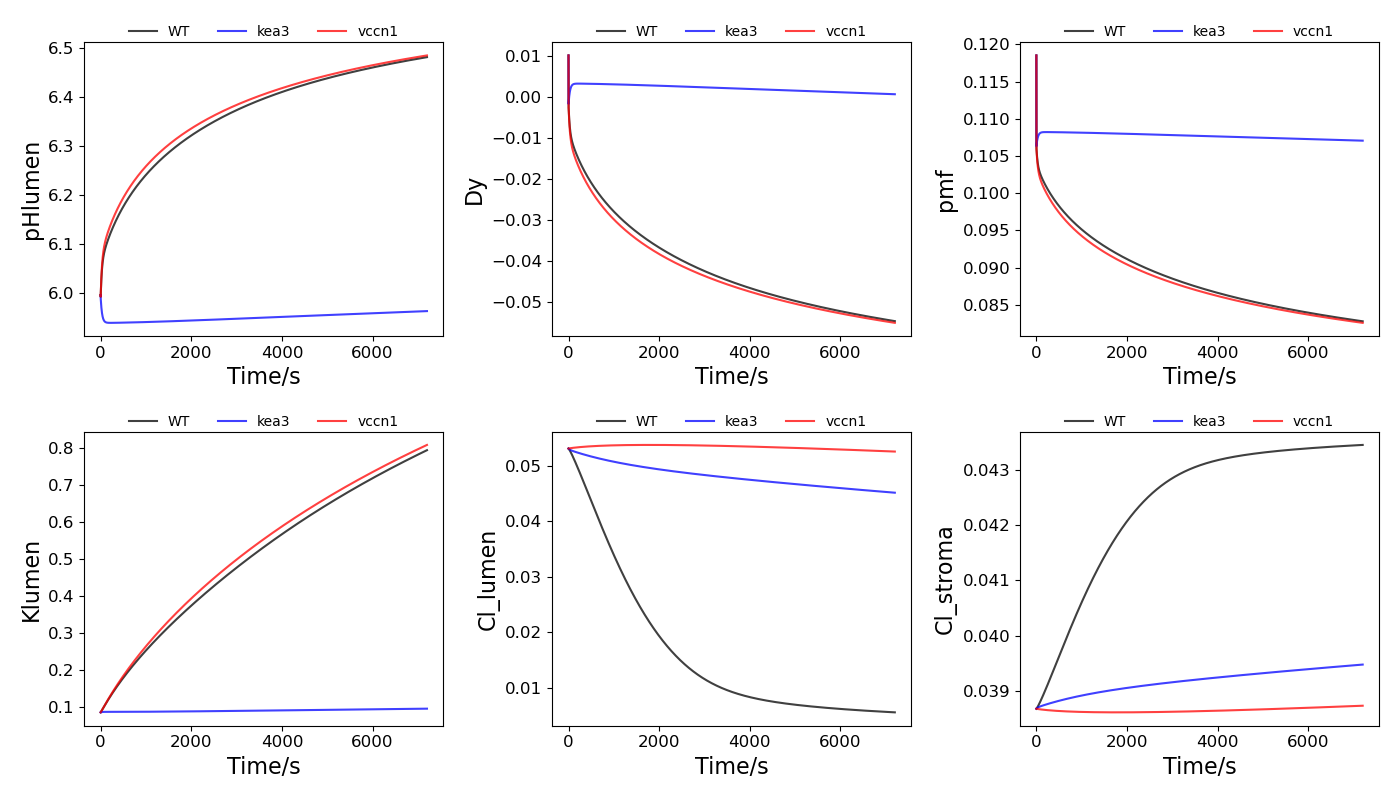 WT kea3 vccn1
6.5
6.4
6.3
6.2
6.1
6.0
pHlumen
0 2000 4000 6000
Time/s
WT kea3 vccn1
0.01
0.00
−0.01
−0.02
−0.03
−0.04
−0.05
Dy
0 2000 4000 6000
Time/s
WT kea3 vccn1
0.120
0.115
0.110
0.105
0.100
0.095
0.090
0.085
pmf
0 2000 4000 6000
Time/s
WT kea3 vccn1
0.8
0.7
0.6
0.5
0.4
0.3
0.2
0.1
Klumen
0 2000 4000 6000
Time/s
WT kea3 vccn1
0.05
0.04
0.03
0.02
0.01
Cl_lumen
0 2000 4000 6000
Time/s
WT kea3 vccn1
0.043
0.042
0.041
0.040
0.039
Cl_stroma
0 2000 4000 6000
Time/s